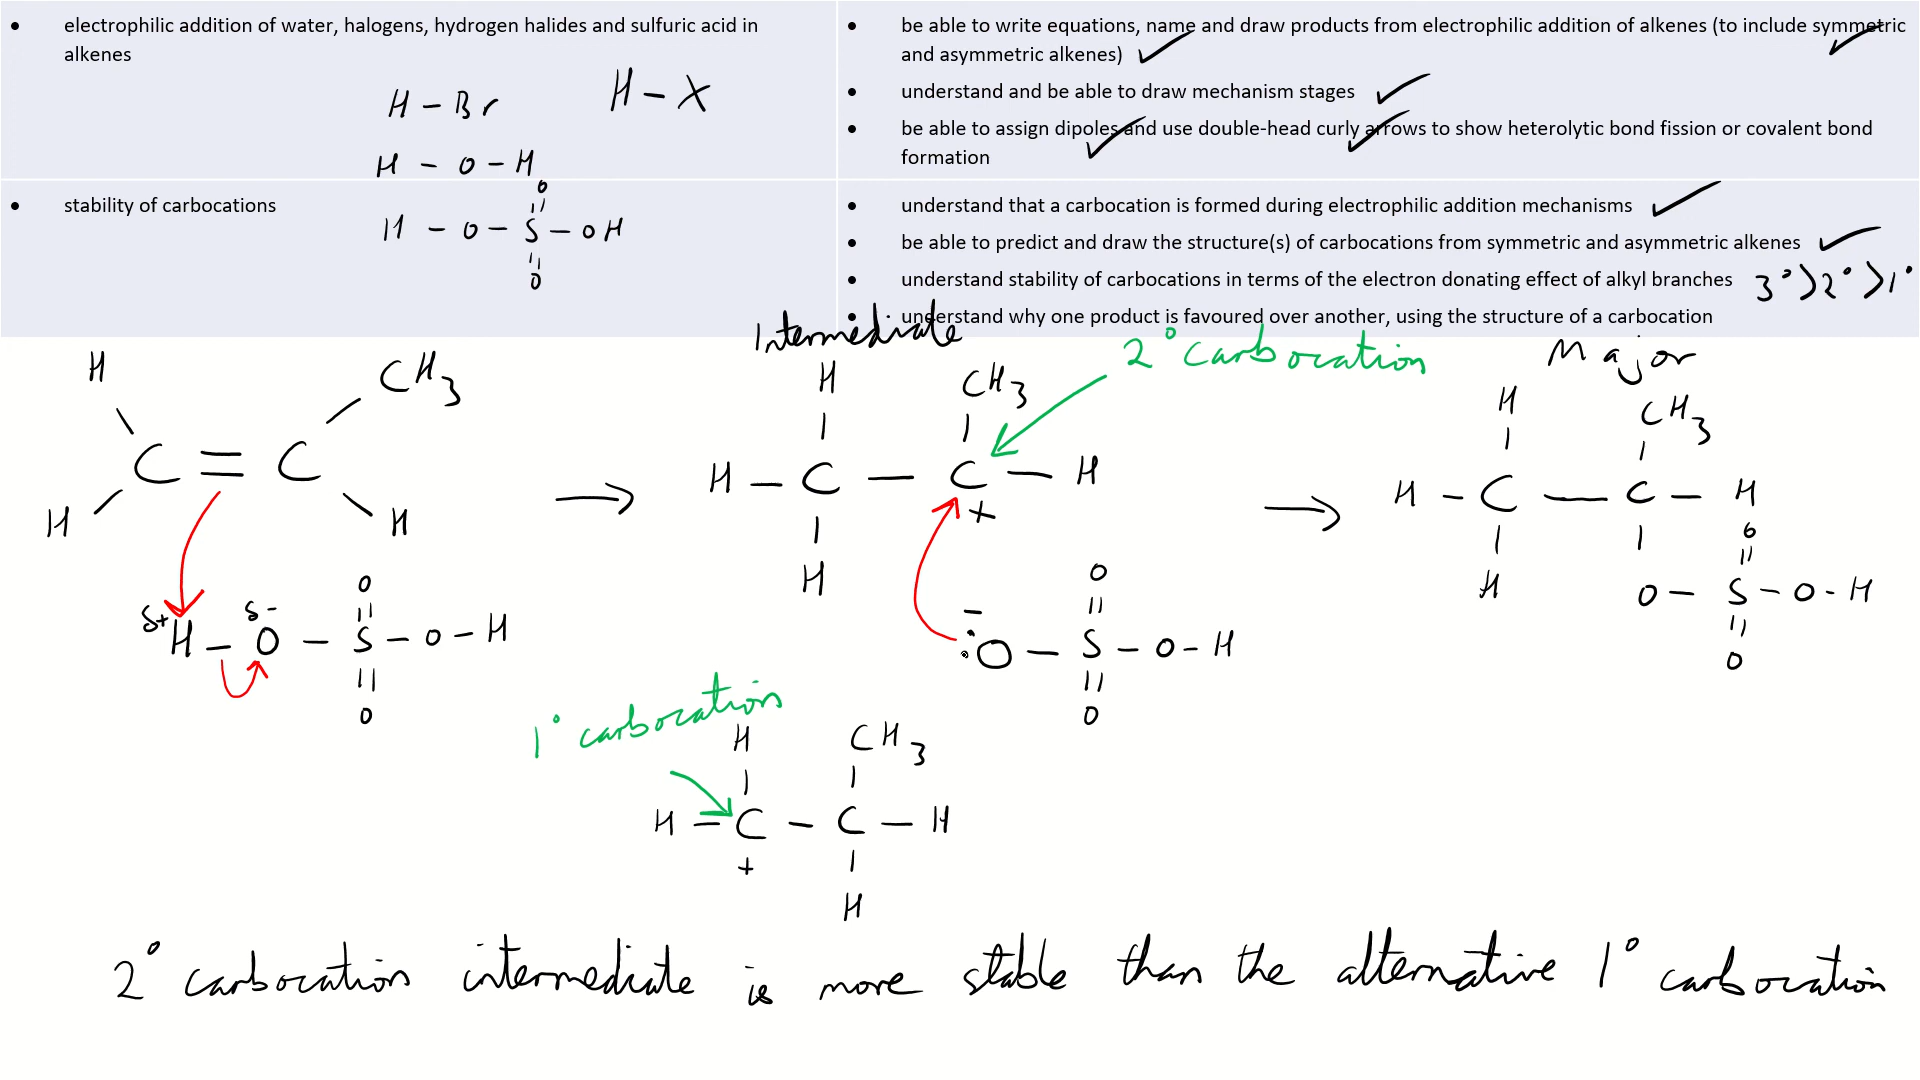 • electrophilic addition of water, halogens, hydrogen halides and sulfuric acid in
alkenes
H – Br
H – X
H – O – H
O
H – O – S – OH
O
• be able to write equations, name and draw products from electrophilic addition of alkenes (to include symmetric
and asymmetric alkenes) ✓ ✓
• understand and be able to draw mechanism stages ✓
• be able to assign dipoles and use double-head curly arrows to show heterolytic bond fission or covalent bond
formation ✓ ✓
• stability of carbocations
• understand that a carbocation is formed during electrophilic addition mechanisms ✓
• be able to predict and draw the structure(s) of carbocations from symmetric and asymmetric alkenes ✓
• understand stability of carbocations in terms of the electron donating effect of alkyl branches 3° > 2° > 1°
• understand why one product is favoured over another, using the structure of a carbocation
H CH3
C = C
H H
δ+ δ-
O
H – O – S – O – H
O
→
Intermediate
2° carbocation
H CH3
H – C – C – H
+
H
O
-
:O – S – O – H
O
→
Major
H CH3
H – C – C – H
H
O
O – S – O – H
O
1° carbocation
H CH3
H – C – C – H
+
H
2° carbocation intermediate is more stable than the alternative 1° carbocation